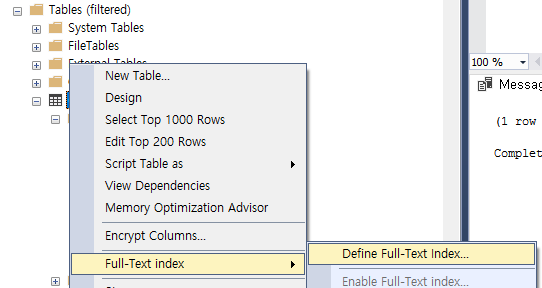 Tables (filtered)
System Tables
FileTables
External Tables
New Table...
Design
Select Top 1000 Rows
Edit Top 200 Rows
Script Table as
View Dependencies
Memory Optimization Advisor
Encrypt Columns...
Full-Text index
Define Full-Text Index...
Enable Full-Text index...
100 %
Messa
(1 row
Complet